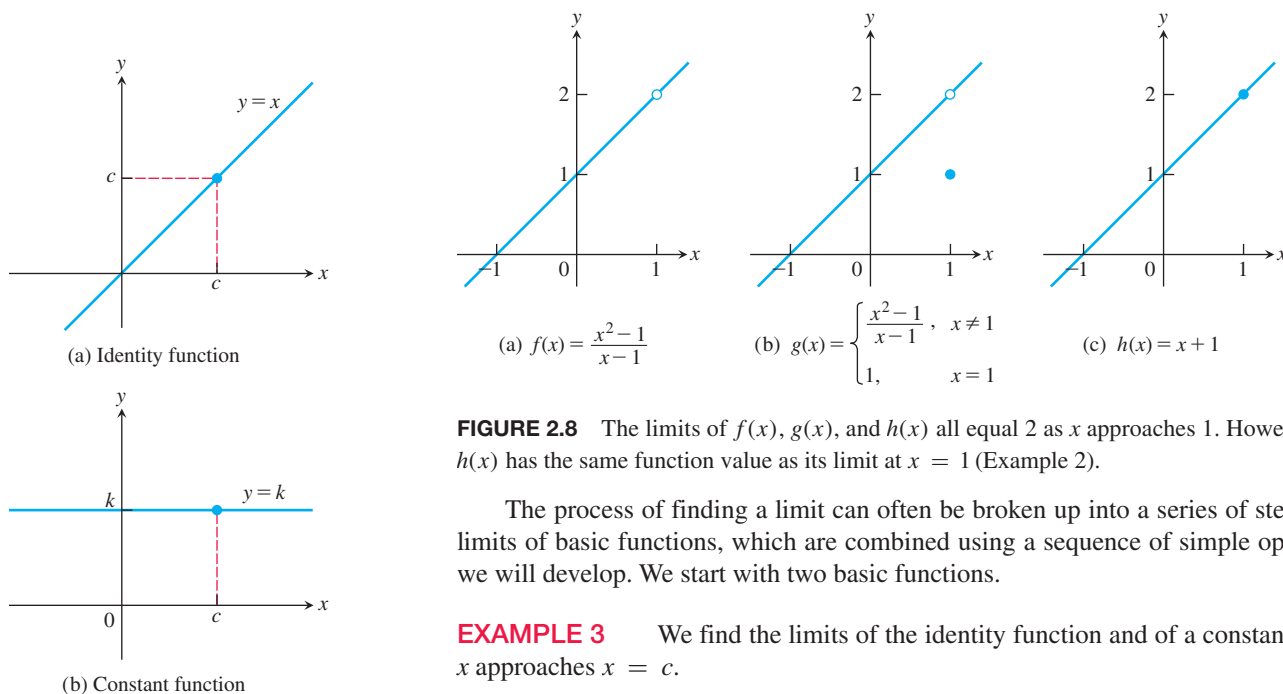 y
y = x
c
c
x
(a) Identity function
y
k
y = k
0
c
x
(b) Constant function
y
2
1
−1
0
1
x
(a) f(x) = x² − 1 / x − 1
y
2
1
−1
0
1
x
(b) g(x) = { x² − 1 / x − 1 , x ≠ 1
1, x = 1
y
2
1
−1
0
1
x
(c) h(x) = x + 1
FIGURE 2.8 The limits of f(x), g(x), and h(x) all equal 2 as x approaches 1. Howe
h(x) has the same function value as its limit at x = 1 (Example 2).
The process of finding a limit can often be broken up into a series of ste
limits of basic functions, which are combined using a sequence of simple op
we will develop. We start with two basic functions.
EXAMPLE 3 We find the limits of the identity function and of a constan
x approaches x = c.